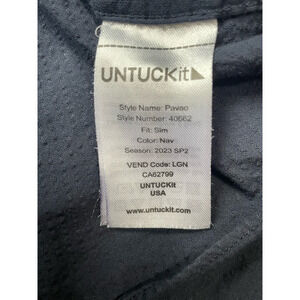 UNTUCKit
Style Name: Pavao
Style Number: 40662
Fit: Slim
Color: Nav
Season: 2023 SP2
VEND Code: LGN
CA62799
UNTUCKit
USA
www.untuckit.com